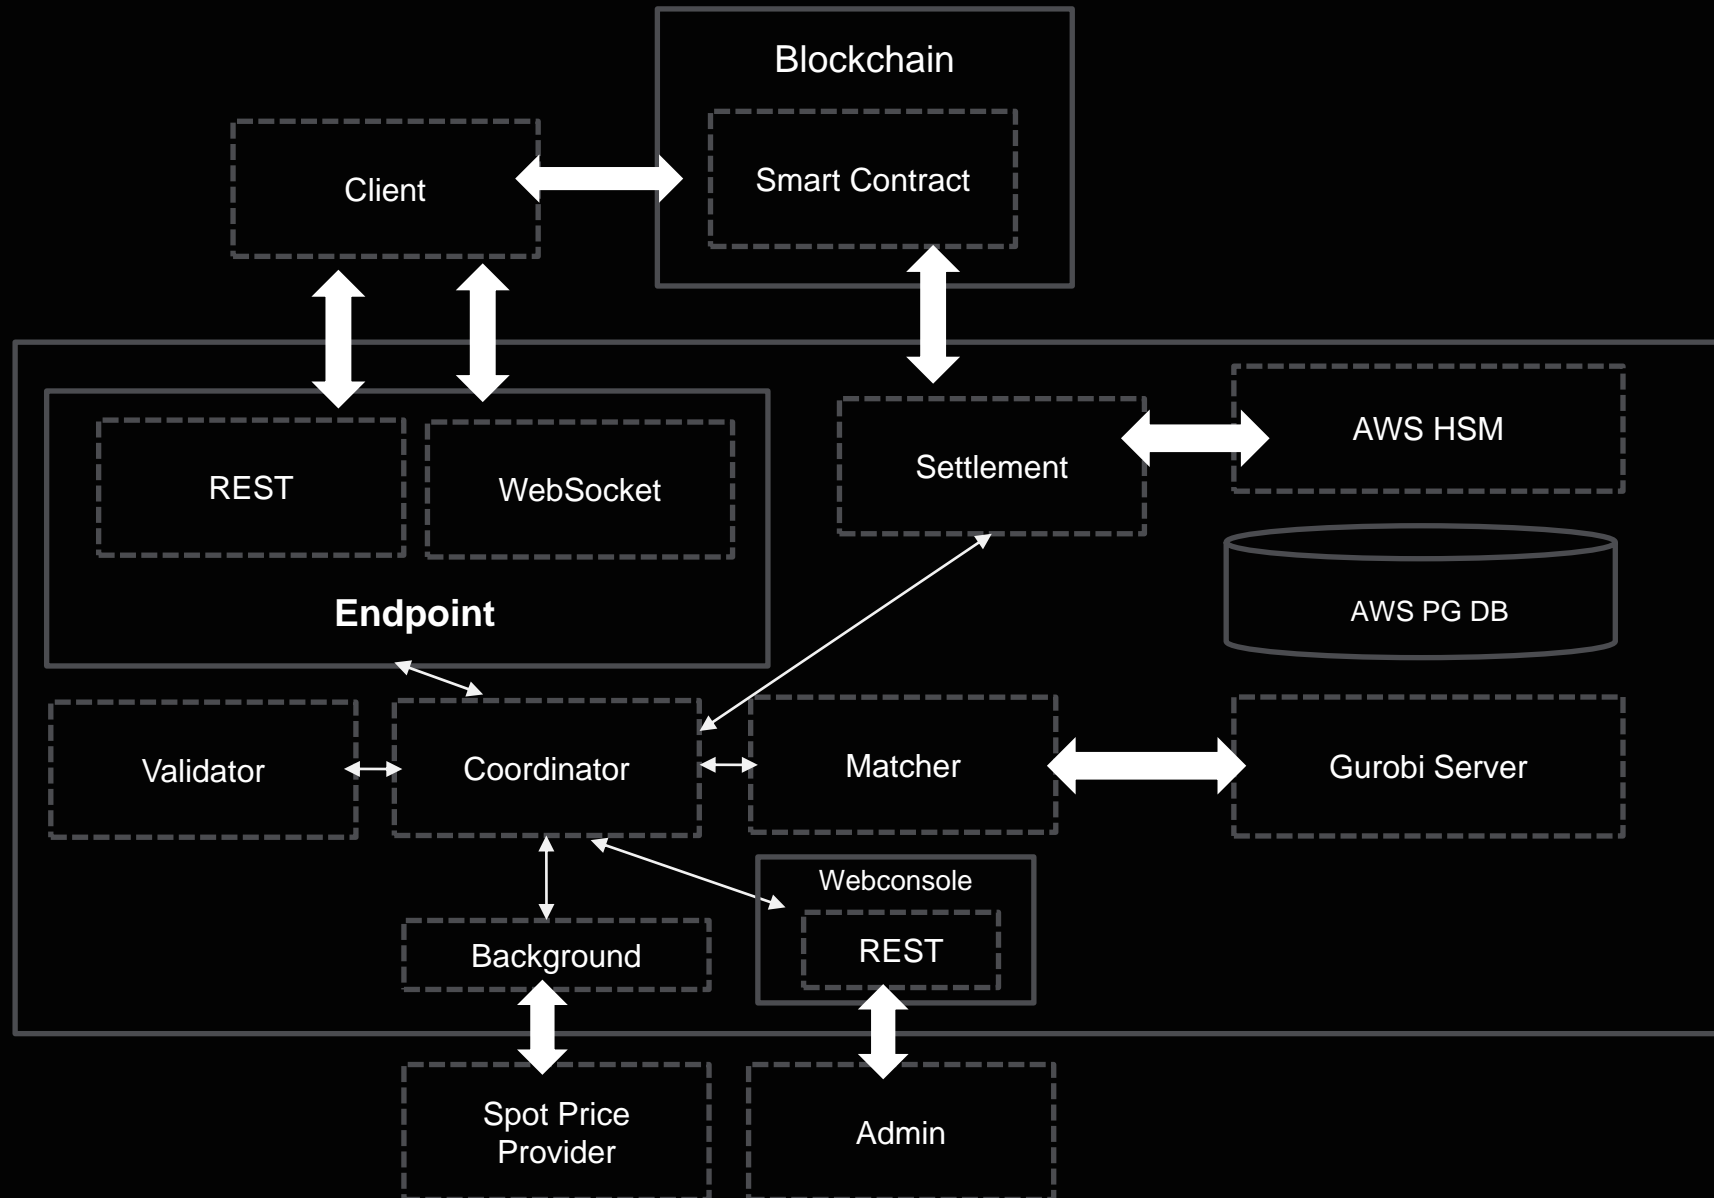 Blockchain
Client
Smart Contract
REST
WebSocket
Endpoint
Settlement
AWS HSM
AWS PG DB
Validator
Coordinator
Matcher
Gurobi Server
Webconsole
REST
Background
Spot Price
Provider
Admin